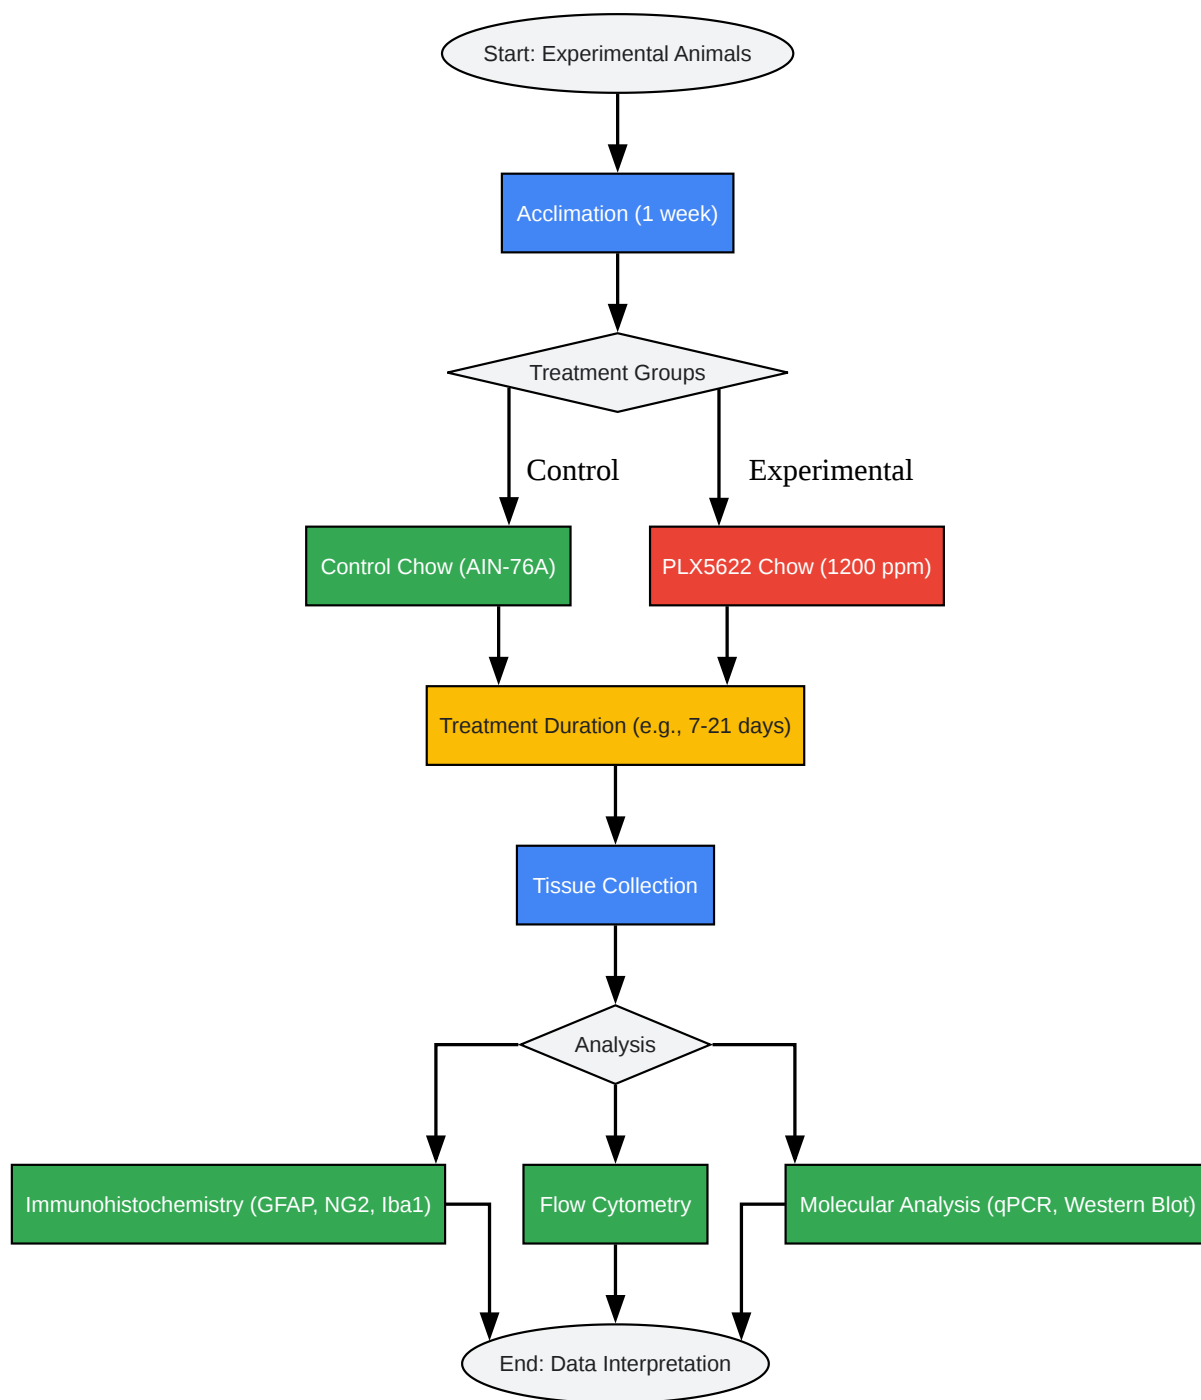 Start: Experimental Animals
Acclimation (1 week)
Treatment Groups
Control
Experimental
Control Chow (AIN-76A)
PLX5622 Chow (1200 ppm)
Treatment Duration (e.g., 7-21 days)
Tissue Collection
Analysis
Immunohistochemistry (GFAP, NG2, Iba1)
Flow Cytometry
Molecular Analysis (qPCR, Western Blot)
End: Data Interpretation